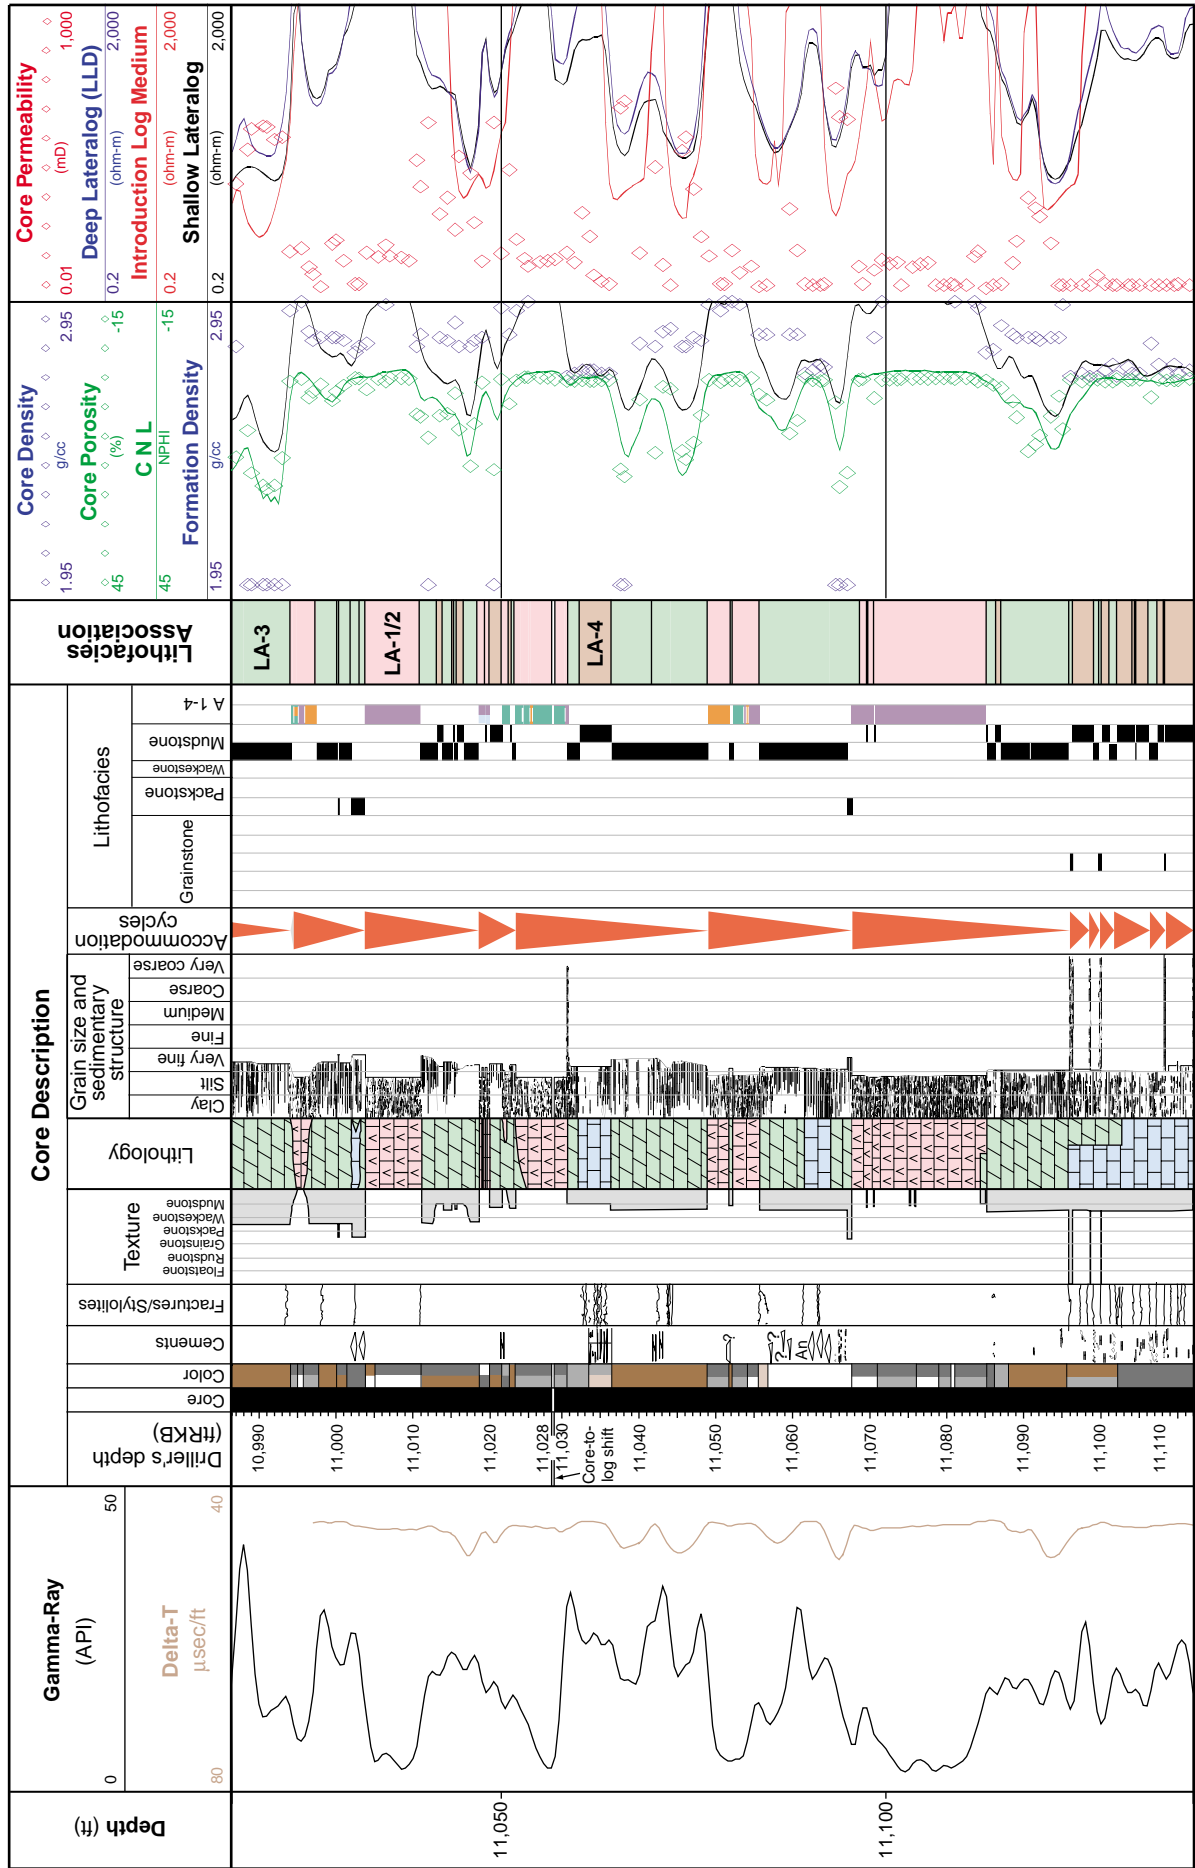 Core Description
Depth (ft)
Gamma-Ray
(API)
0
50
Delta-T
µsec/ft
80
40
Driller's depth
(ftRKB)
Core
Color
Cements
Fractures/Stylolites
Texture
Floatstone
Rudstone
Grainstone
Packstone
Wackestone
Mudstone
Lithology
Grain size and
sedimentary
structure
Clay
Silt
Very fine
Fine
Medium
Coarse
Very coarse
Accommodation
cycles
Lithofacies
Grainstone
Packstone
Wackestone
Mudstone
A 1-4
Lithofacies
Association
Core Density
1.95
g/cc
2.95
Core Porosity
45
(%)
-15
C N L
45
NPHI
-15
Formation Density
1.95
g/cc
2.95
Core Permeability
0.01
(mD)
1,000
Deep Lateralog (LLD)
0.2
(ohm-m)
2,000
Introduction Log Medium
0.2
(ohm-m)
2,000
Shallow Lateralog
0.2
(ohm-m)
2,000
11,050
11,100
10,990
11,000
11,010
11,020
11,028
11,030
11,040
11,050
11,060
11,070
11,080
11,090
11,100
11,110
Core-to-
log shift
?
? ?
?
An
LA-3
LA-1/2
LA-4